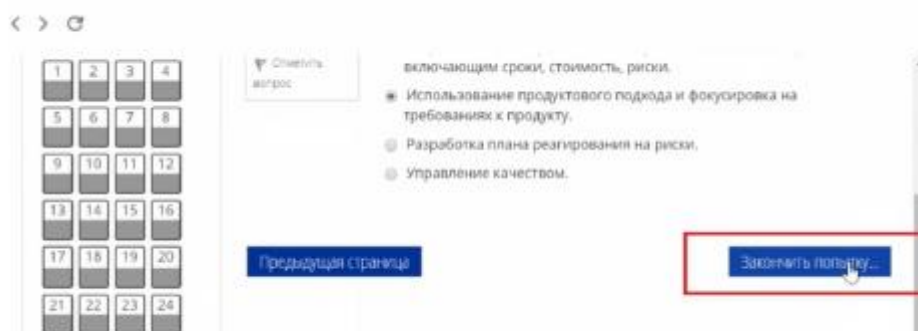 1 2 3 4
5 6 7 8
9 10 11 12
13 14 15 16
17 18 19 20
21 22 23 24
Отметить
вопрос
включающим сроки, стоимость, риски.
Использование продуктового подхода и фокусировка на
требованиях к продукту.
Разработка плана реагирования на риски.
Управление качеством.
Предыдущая страница
Закончить попытку...